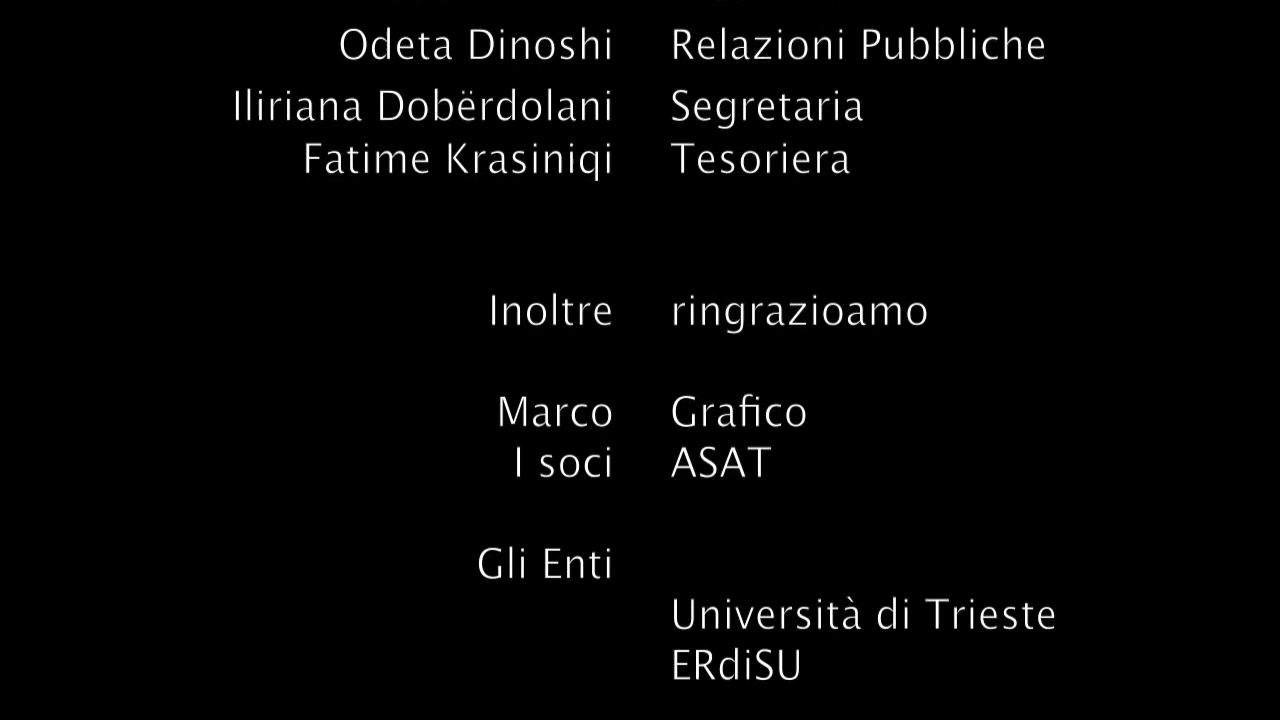 Odeta Dinoshi Relazioni Pubbliche
Iliriana Dobërdolani Segretaria
Fatime Krasiniqi Tesoriera
Inoltre ringrazioamo
Marco Grafico
I soci ASAT
Gli Enti
Università di Trieste
ERdiSU